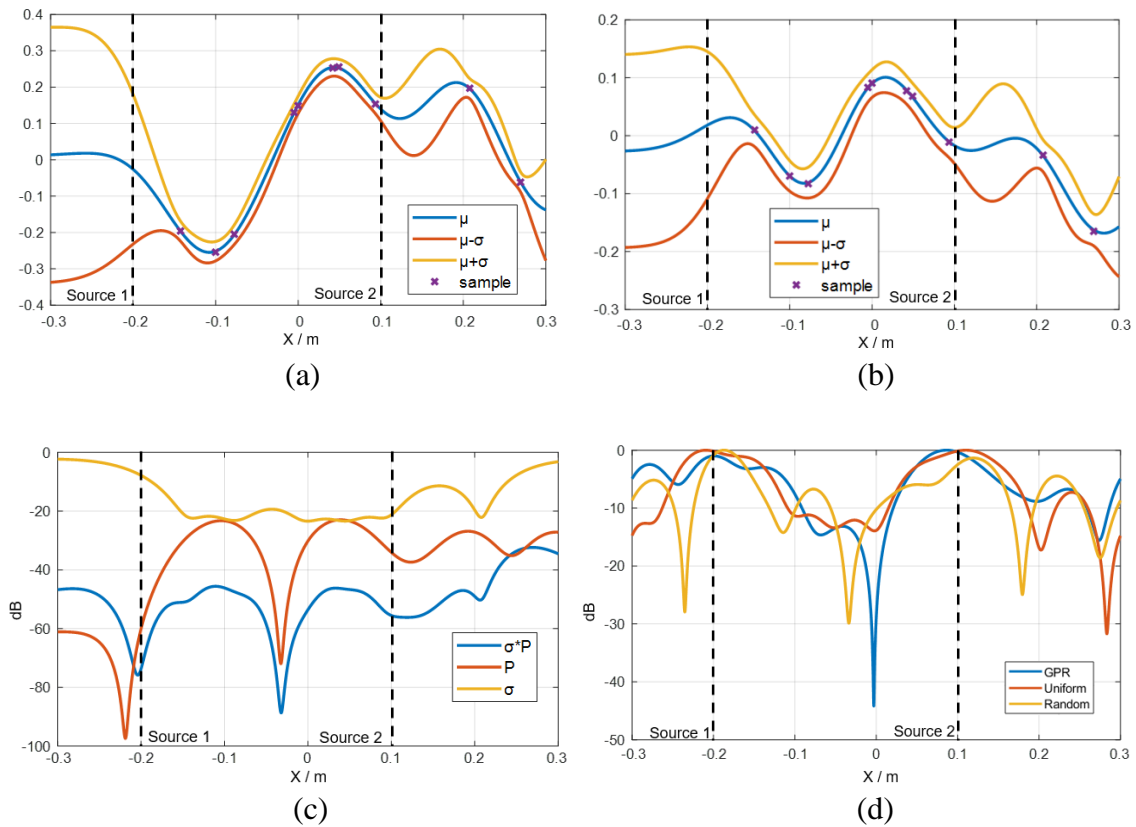 0.4
0.3
0.2
0.1
0
-0.1
-0.2
-0.3
-0.4
μ
μ-σ
μ+σ
sample
Source 1
Source 2
-0.3 -0.2 -0.1 0 0.1 0.2 0.3
X / m
(a)
0.2
0.1
0
-0.1
-0.2
-0.3
μ
μ-σ
μ+σ
sample
Source 1
Source 2
-0.3 -0.2 -0.1 0 0.1 0.2 0.3
X / m
(b)
0
-20
-40
-60
-80
-100
dB
σ*P
P
σ
Source 1
Source 2
-0.3 -0.2 -0.1 0 0.1 0.2 0.3
X / m
(c)
0
-10
-20
-30
-40
-50
dB
GPR
Uniform
Random
Source 1
Source 2
-0.3 -0.2 -0.1 0 0.1 0.2 0.3
X / m
(d)